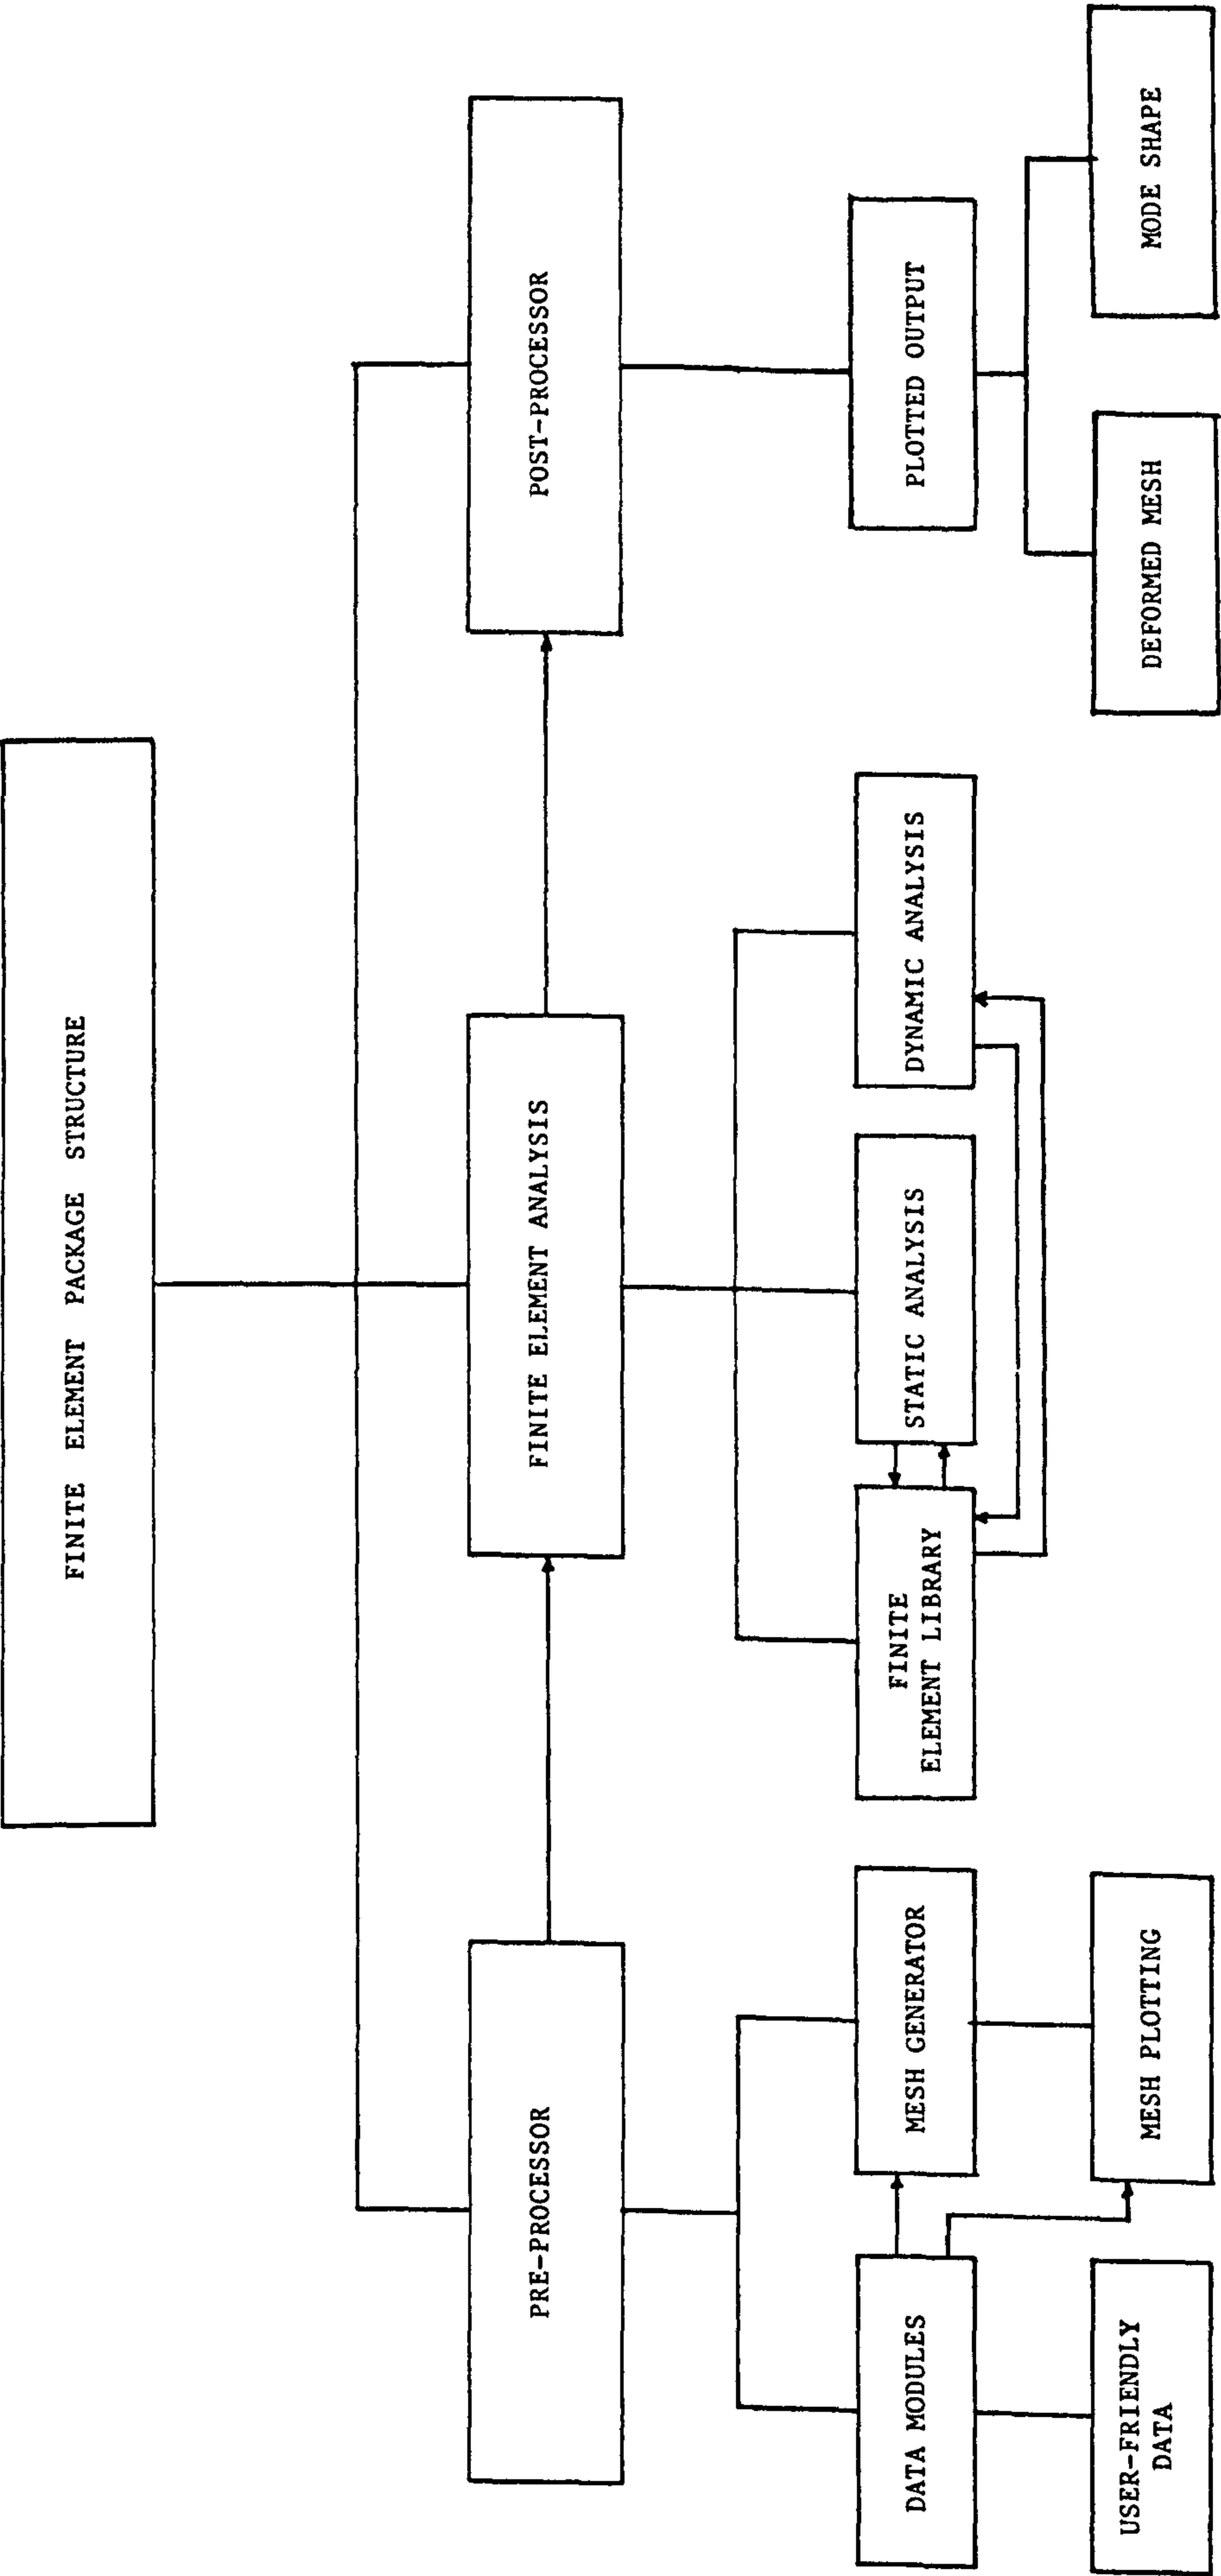 FINITE ELEMENT PACKAGE STRUCTURE
PRE-PROCESSOR
FINITE ELEMENT ANALYSIS
POST-PROCESSOR
DATA MODULES
MESH GENERATOR
FINITE
ELEMENT LIBRARY
STATIC ANALYSIS
DYNAMIC ANALYSIS
PLOTTED OUTPUT
USER-FRIENDLY
DATA
MESH PLOTTING
DEFORMED MESH
MODE SHAPE